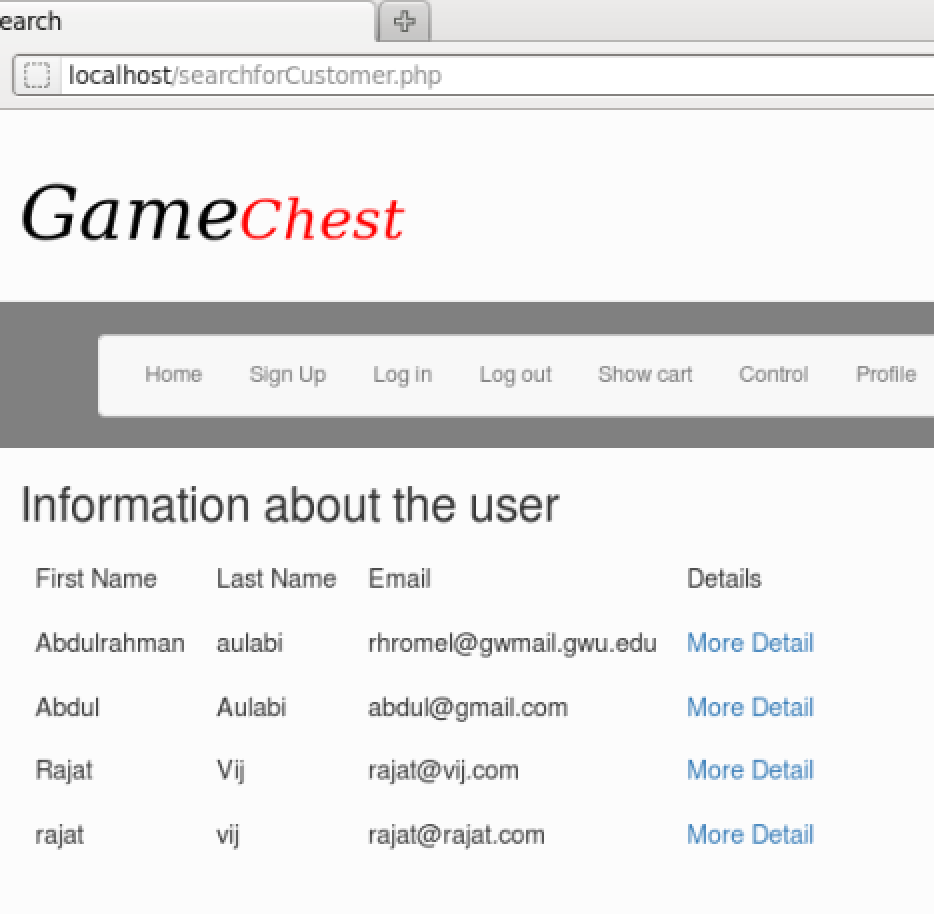 earch
localhost/searchforCustomer.php
GameChest
Home Sign Up Log in Log out Show cart Control Profile
Information about the user
First Name Last Name Email Details
Abdulrahman aulabi rhromel@gwmail.gwu.edu More Detail
Abdul Aulabi abdul@gmail.com More Detail
Rajat Vij rajat@vij.com More Detail
rajat vij rajat@rajat.com More Detail